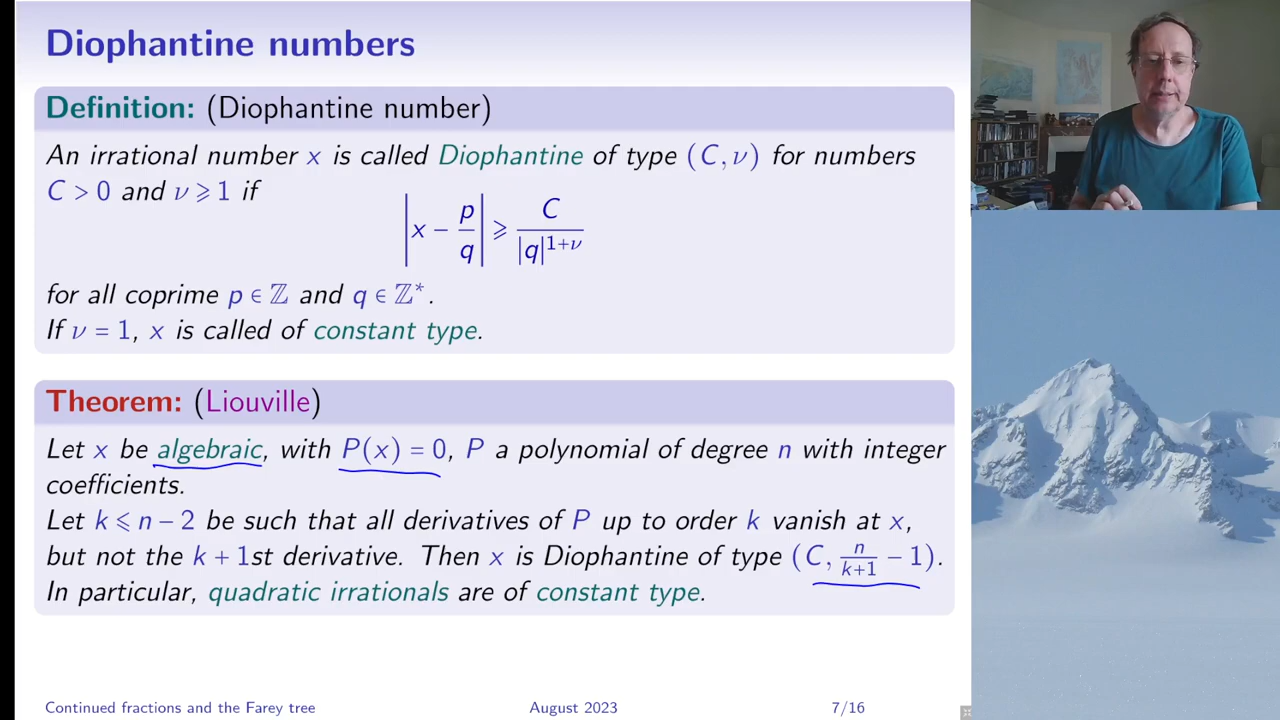 Diophantine numbers
Definition: (Diophantine number)
An irrational number x is called Diophantine of type (C, ν) for numbers
C > 0 and ν ⩾ 1 if
|x − p/q| ⩾ C/|q|^{1+ν}
for all coprime p ∈ ℤ and q ∈ ℤ*.
If ν = 1, x is called of constant type.
Theorem: (Liouville)
Let x be algebraic, with P(x) = 0, P a polynomial of degree n with integer
coefficients.
Let k ⩽ n − 2 be such that all derivatives of P up to order k vanish at x,
but not the k + 1st derivative. Then x is Diophantine of type (C, n/(k+1) − 1).
In particular, quadratic irrationals are of constant type.
Continued fractions and the Farey tree August 2023 7/16